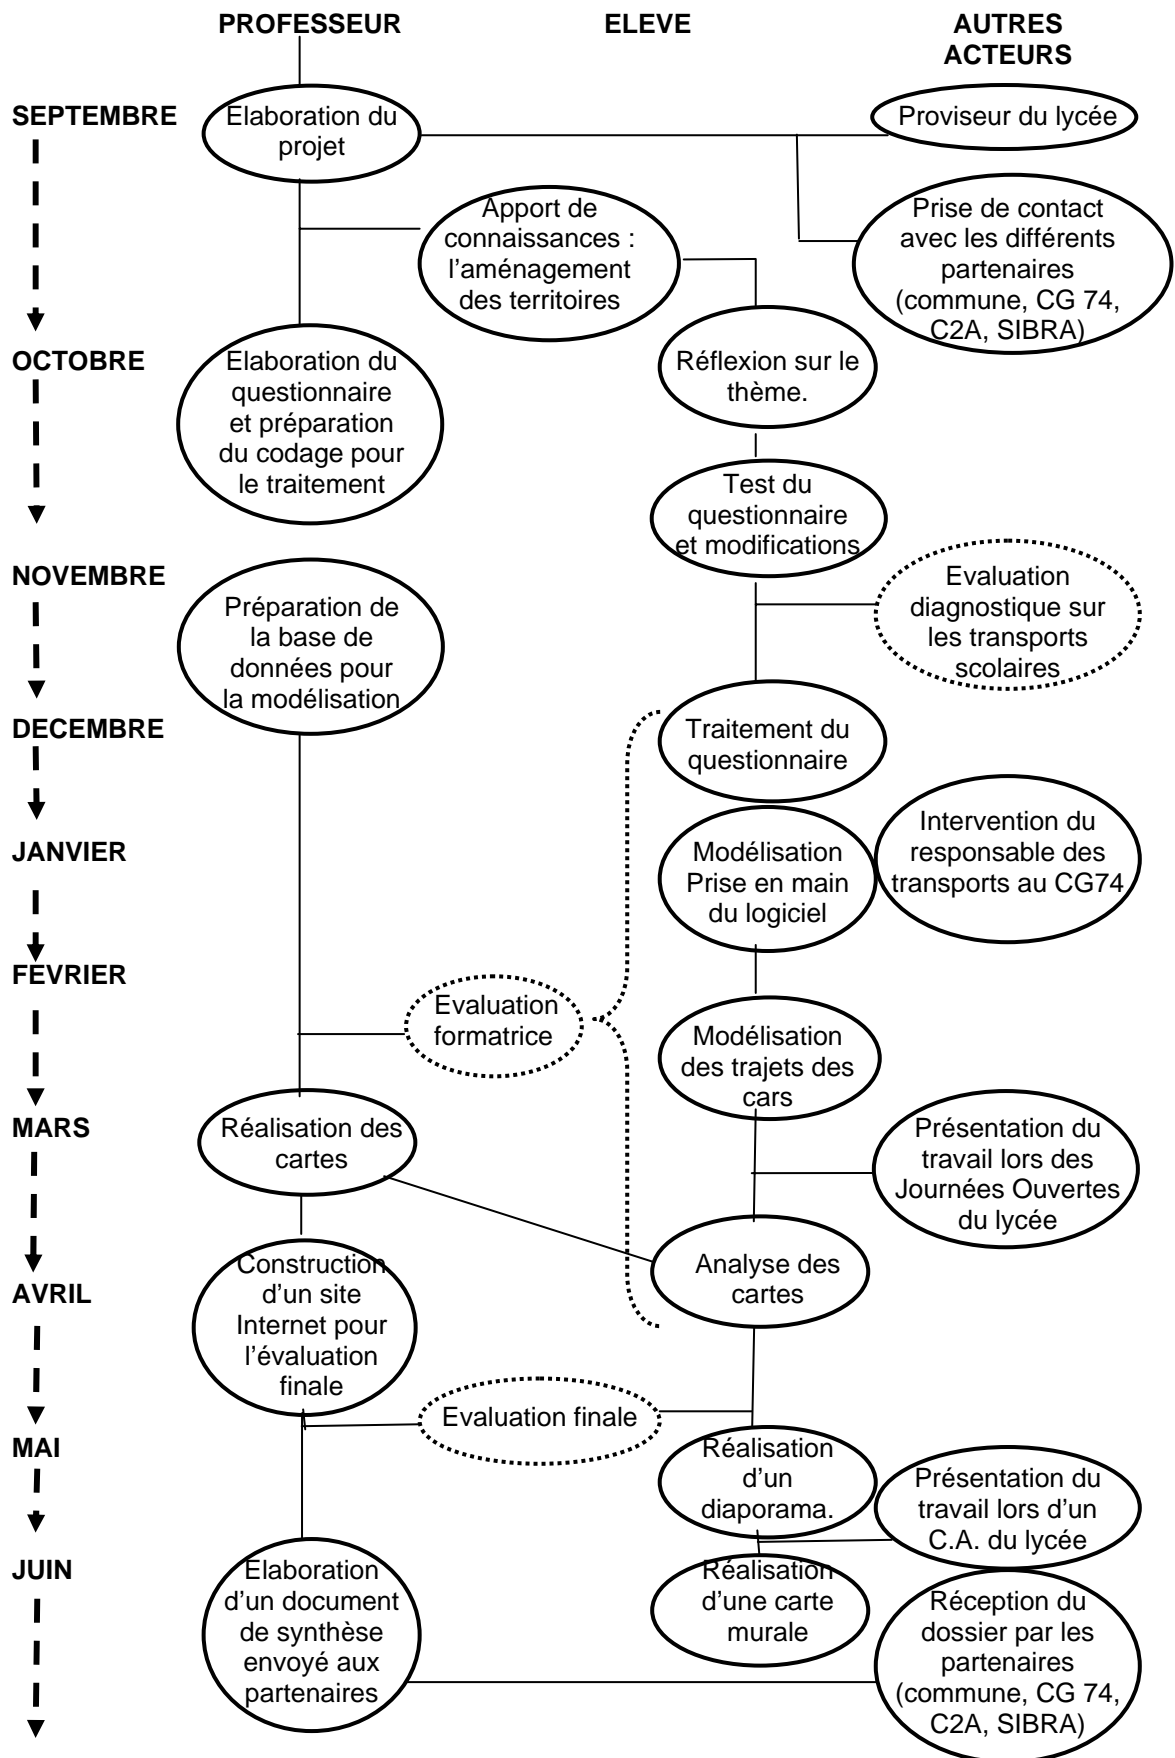 PROFESSEUR
ELEVE
AUTRES
ACTEURS
SEPTEMBRE
Elaboration du
projet
Proviseur du lycée
Apport de
connaissances :
l'aménagement
des territoires
Prise de contact
avec les différents
partenaires
(commune, CG 74,
C2A, SIBRA)
OCTOBRE
Elaboration du
questionnaire
et préparation
du codage pour
le traitement
Réflexion sur le
thème.
Test du
questionnaire
et modifications
NOVEMBRE
Préparation de
la base de
données pour
la modélisation
Evaluation
diagnostique sur
les transports
scolaires
DECEMBRE
Traitement du
questionnaire
JANVIER
Modélisation
Prise en main
du logiciel
Intervention du
responsable des
transports au CG74
FEVRIER
Evaluation
formatrice
Modélisation
des trajets des
cars
MARS
Réalisation des
cartes
Présentation du
travail lors des
Journées Ouvertes
du lycée
AVRIL
Construction
d'un site
Internet pour
l'évaluation
finale
Analyse des
cartes
Evaluation finale
MAI
Réalisation
d'un
diaporama.
Présentation du
travail lors d'un
C.A. du lycée
JUIN
Elaboration
d'un document
de synthèse
envoyé aux
partenaires
Réalisation
d'une carte
murale
Réception du
dossier par les
partenaires
(commune, CG 74,
C2A, SIBRA)